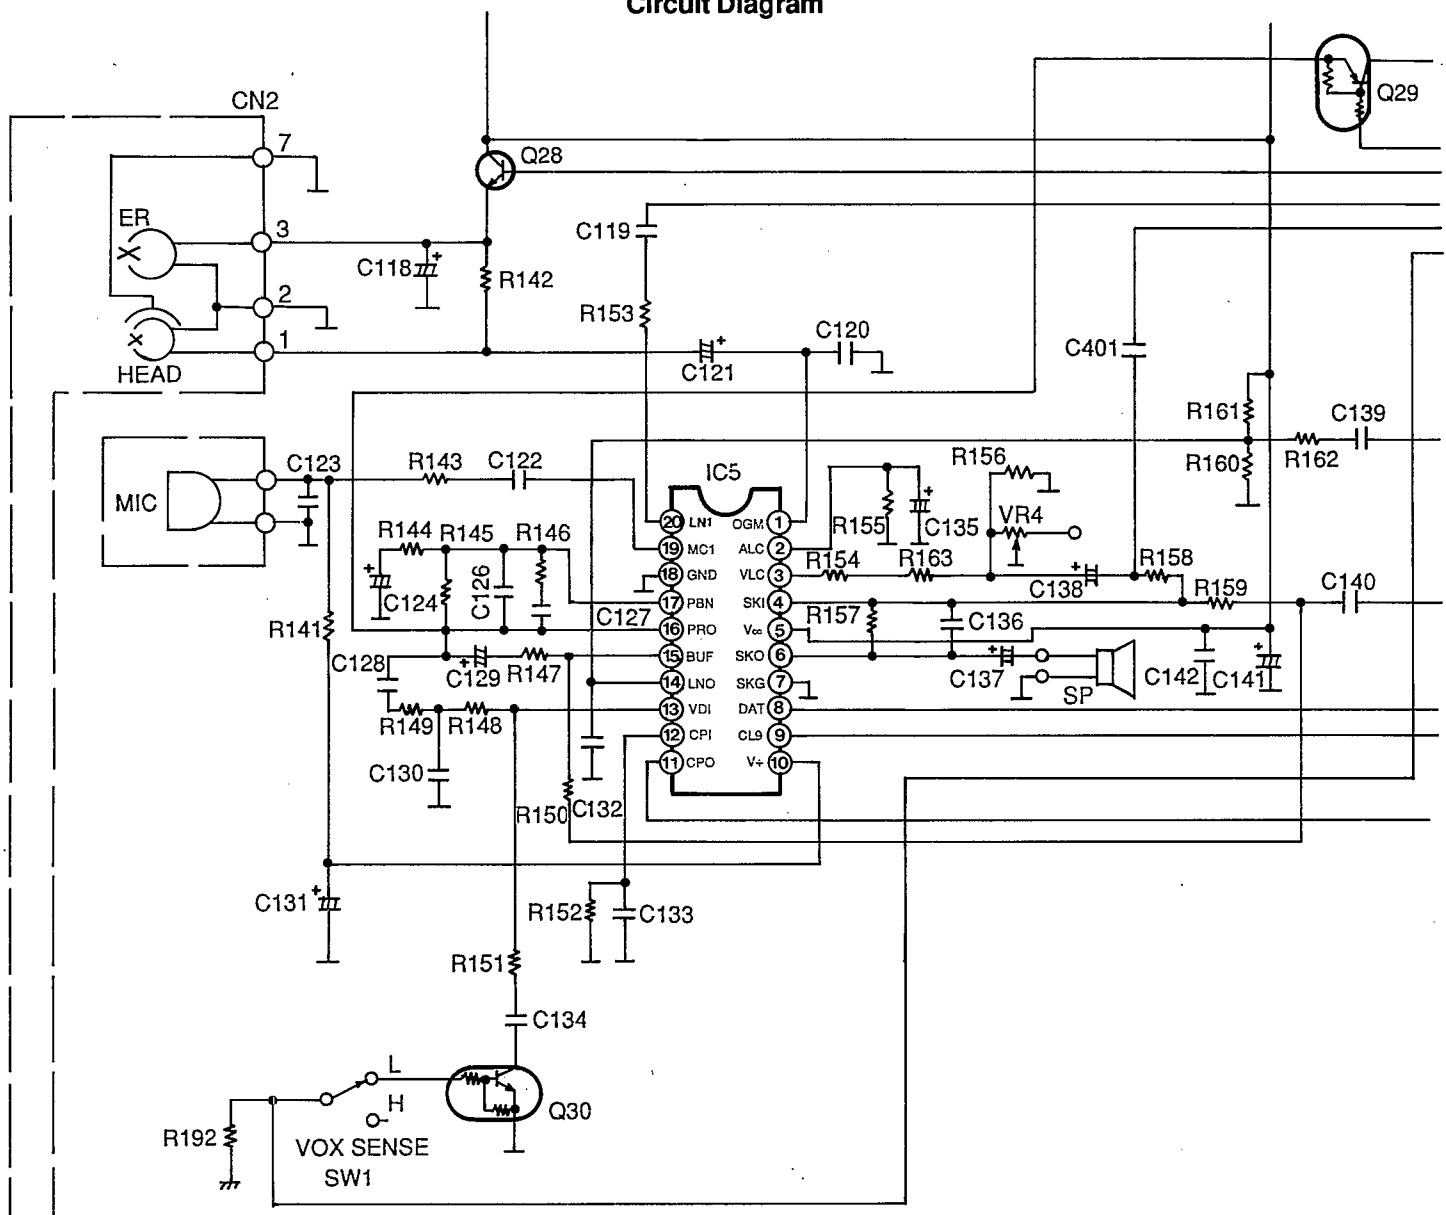 Circuit Diagram
CN2
7
Q28
Q29
ER
3
C119
C118
+
R142
2
R153
1
C120
+
C121
C401
HEAD
R161
C139
C123
R143
C122
R156
R160
R162
IC5
MIC
+
C135
VR4
R155
20 LN1
OGM 1
R144
R145
R146
19 MC1
ALC 2
R154
R163
R158
+
C124
C126
18 GND
VLC 3
+
C138
R159
C140
C127
17 PBN
SKI 4
R157
C136
R141
16 PRO
Vcc 5
C128
+
C129
R147
15 BUF
SKO 6
+
C137
C142
+
C141
14 LNO
SKG 7
SP
R149
R148
13 VDI
DAT 8
12 CPI
CL9 9
C130
11 CPO
V+ 10
R150
C132
C131
+
R152
C133
R151
C134
L
H
Q30
R192
VOX SENSE
SW1